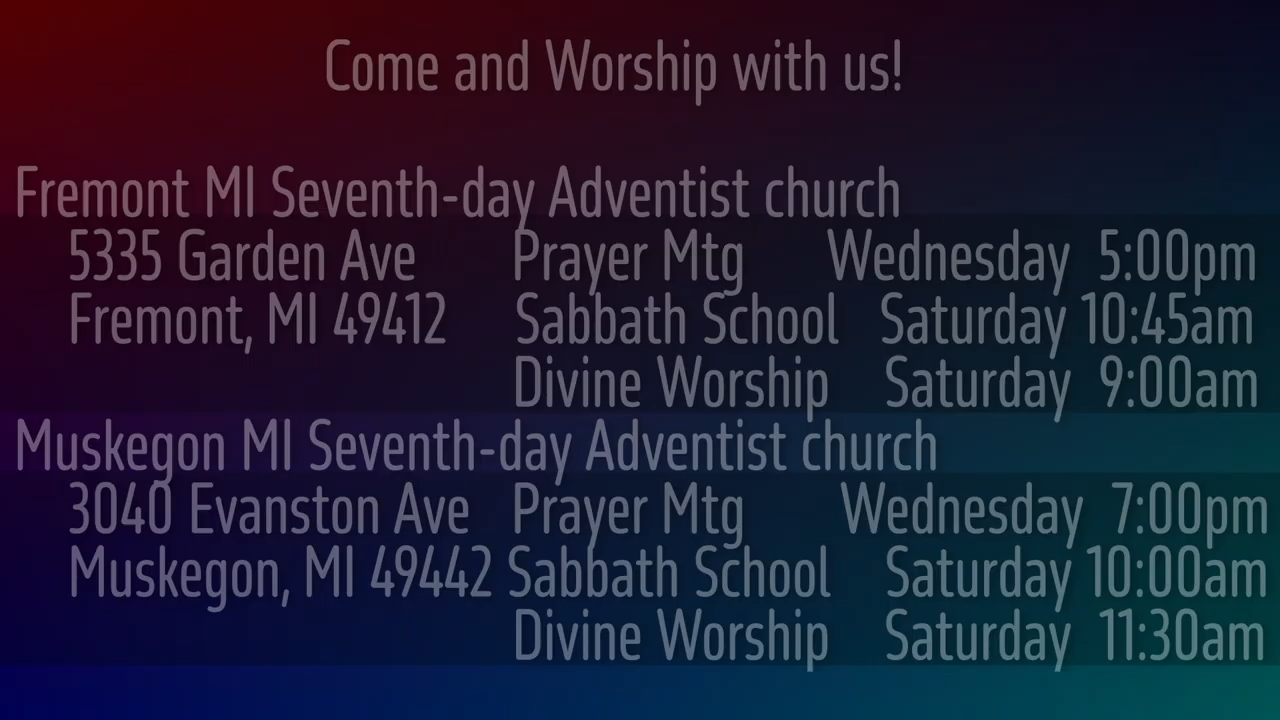 Come and Worship with us!
Fremont MI Seventh-day Adventist church
5335 Garden Ave Prayer Mtg Wednesday 5:00pm
Fremont, MI 49412 Sabbath School Saturday 10:45am
Divine Worship Saturday 9:00am
Muskegon MI Seventh-day Adventist church
3040 Evanston Ave Prayer Mtg Wednesday 7:00pm
Muskegon, MI 49442 Sabbath School Saturday 10:00am
Divine Worship Saturday 11:30am